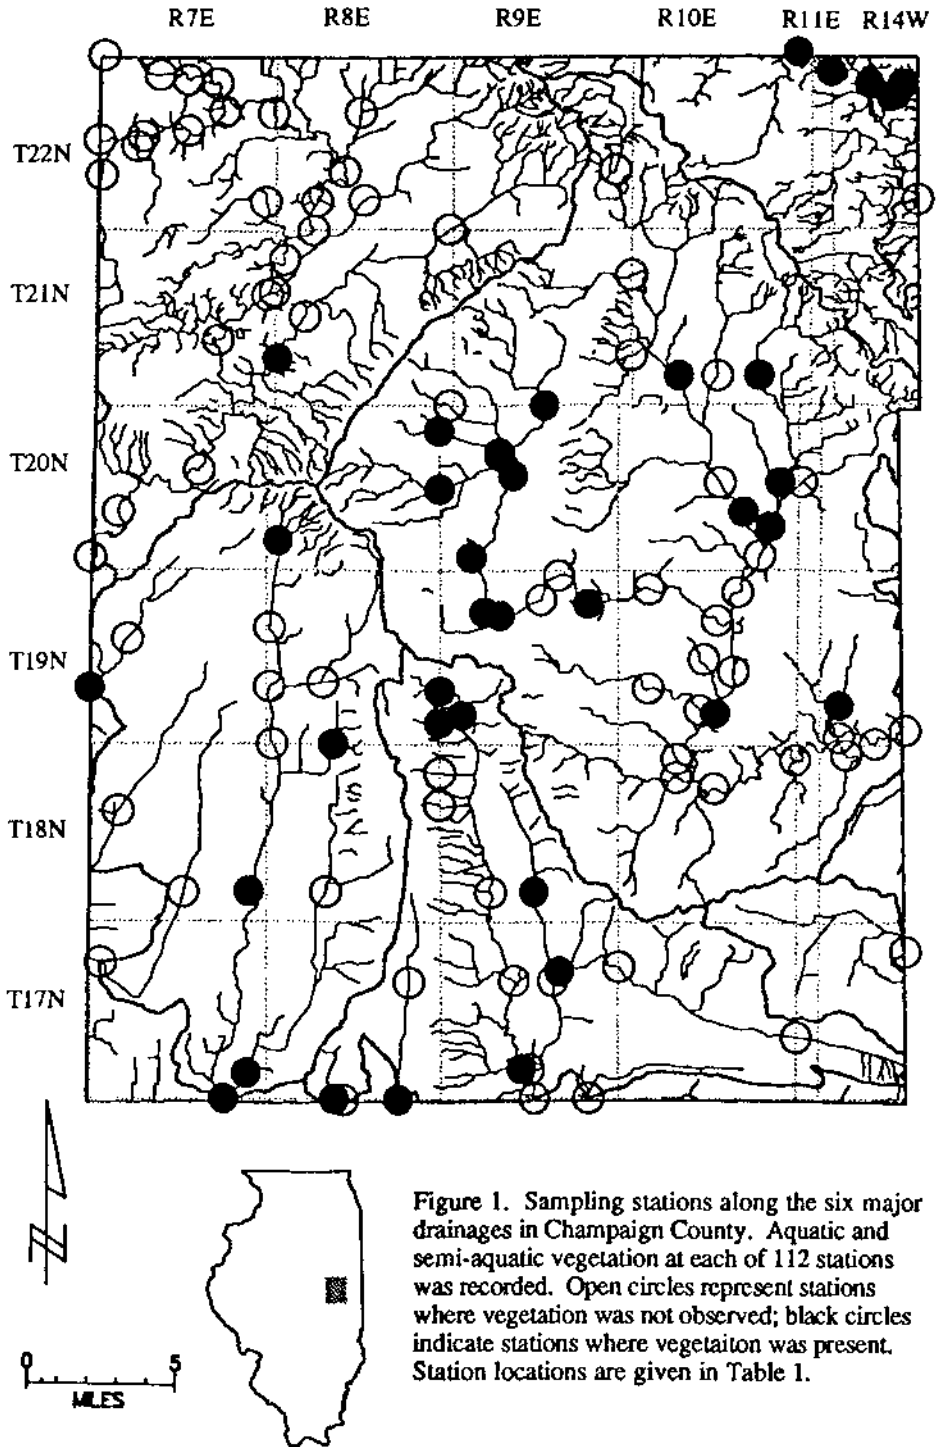 R7E R8E R9E R10E R11E R14W
T22N
T21N
T20N
T19N
T18N
T17N
N
Figure 1. Sampling stations along the six major
drainages in Champaign County. Aquatic and
semi-aquatic vegetation at each of 112 stations
was recorded. Open circles represent stations
where vegetation was not observed; black circles
indicate stations where vegetaiton was present.
Station locations are given in Table 1.
0 5
MILES